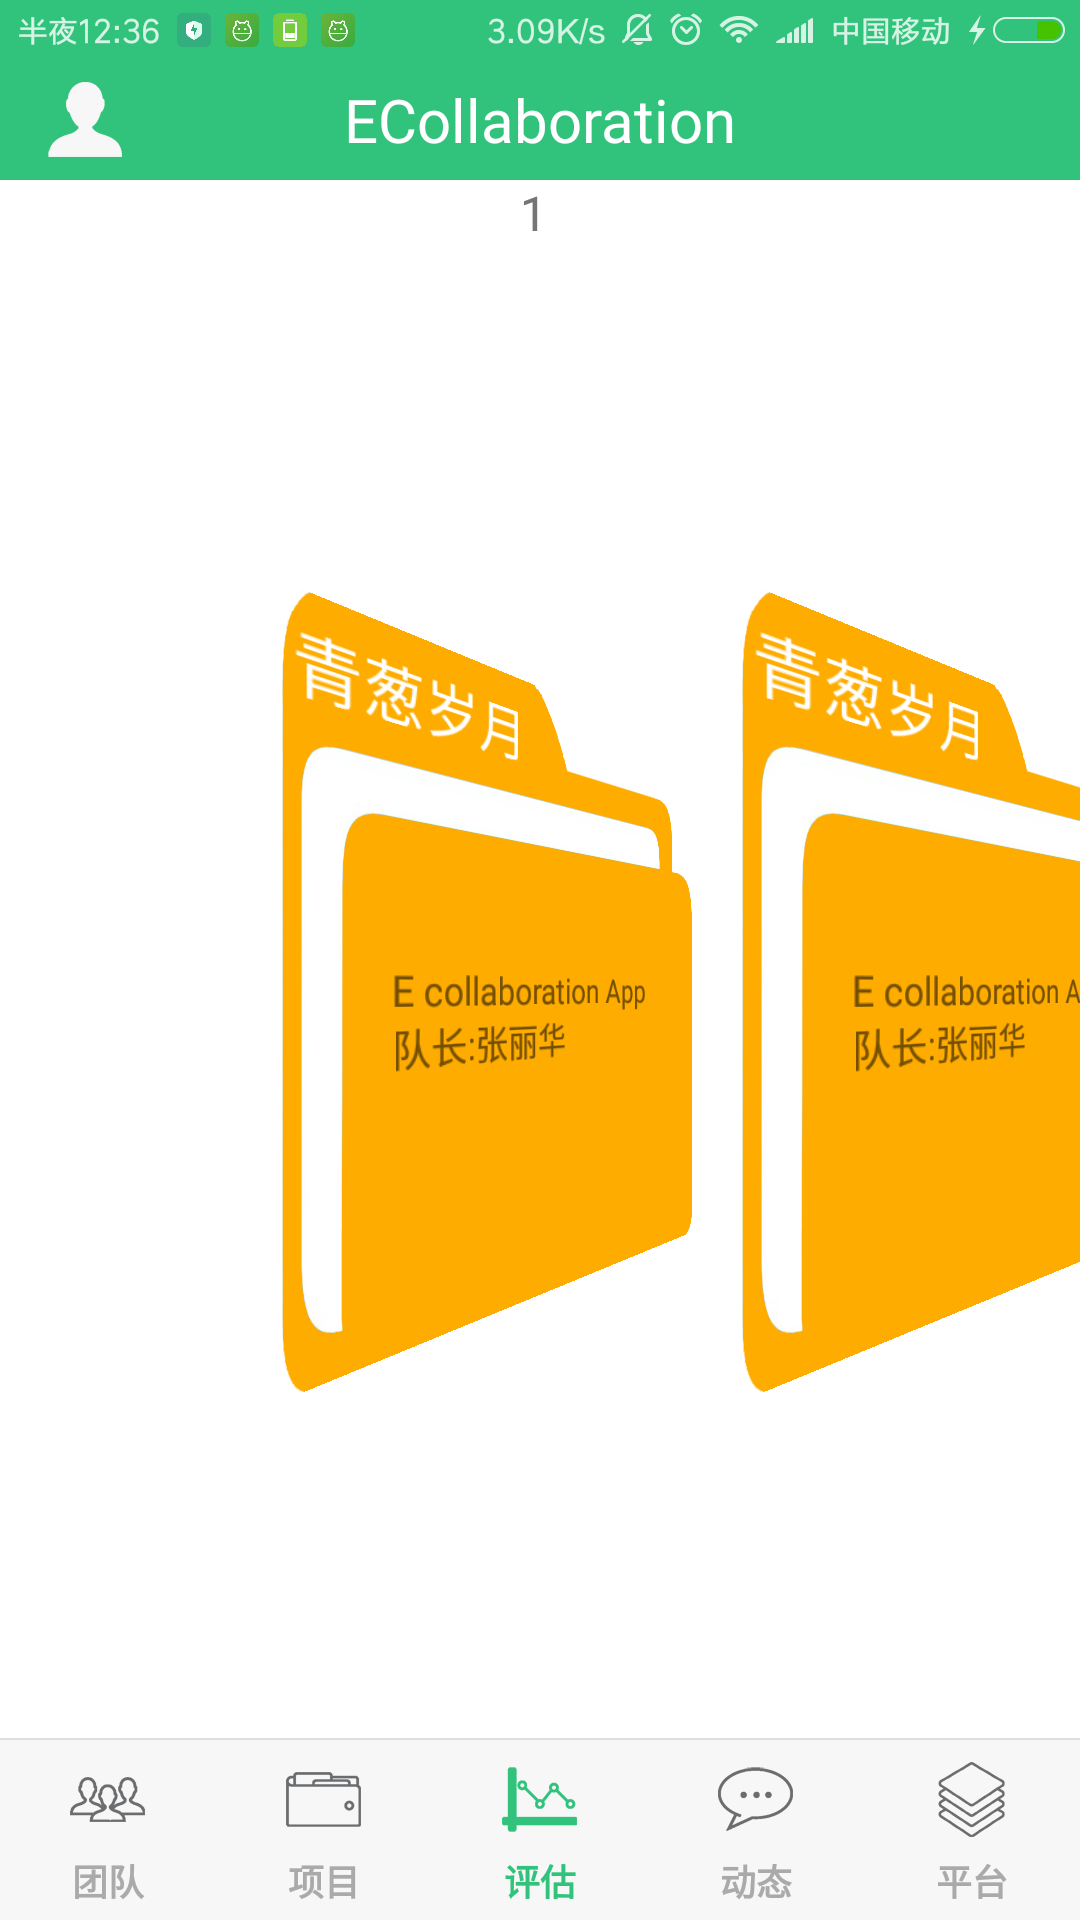 半夜12:36 3.09K/s 中国移动
ECollaboration
1
青葱岁月 青葱岁月
E collaboration App E collaboration A
队长:张丽华 队长:张丽华
团队 项目 评估 动态 平台